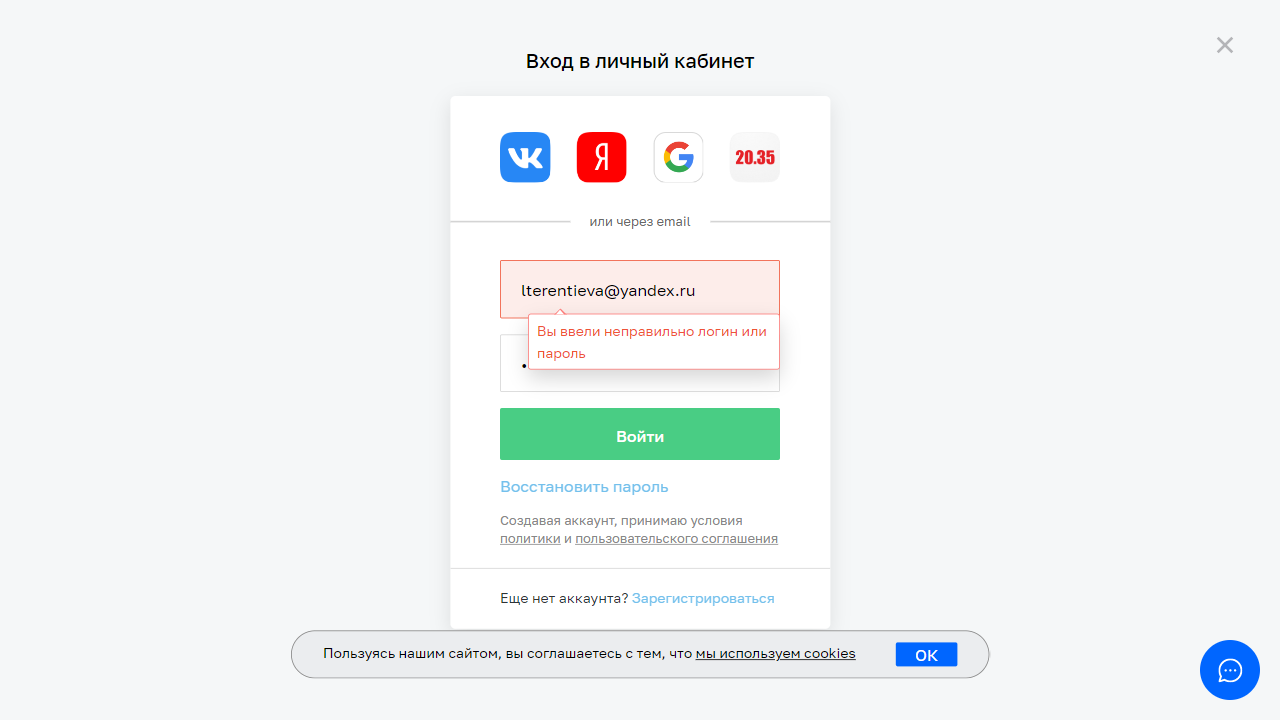 Вход в личный кабинет
Я
G
20.35
или через email
lterentieva@yandex.ru
Вы ввели неправильно логин или
пароль
Войти
Восстановить пароль
Создавая аккаунт, принимаю условия
политики и пользовательского соглашения
Еще нет аккаунта? Зарегистрироваться
Пользуясь нашим сайтом, вы соглашаетесь с тем, что мы используем cookies
OK